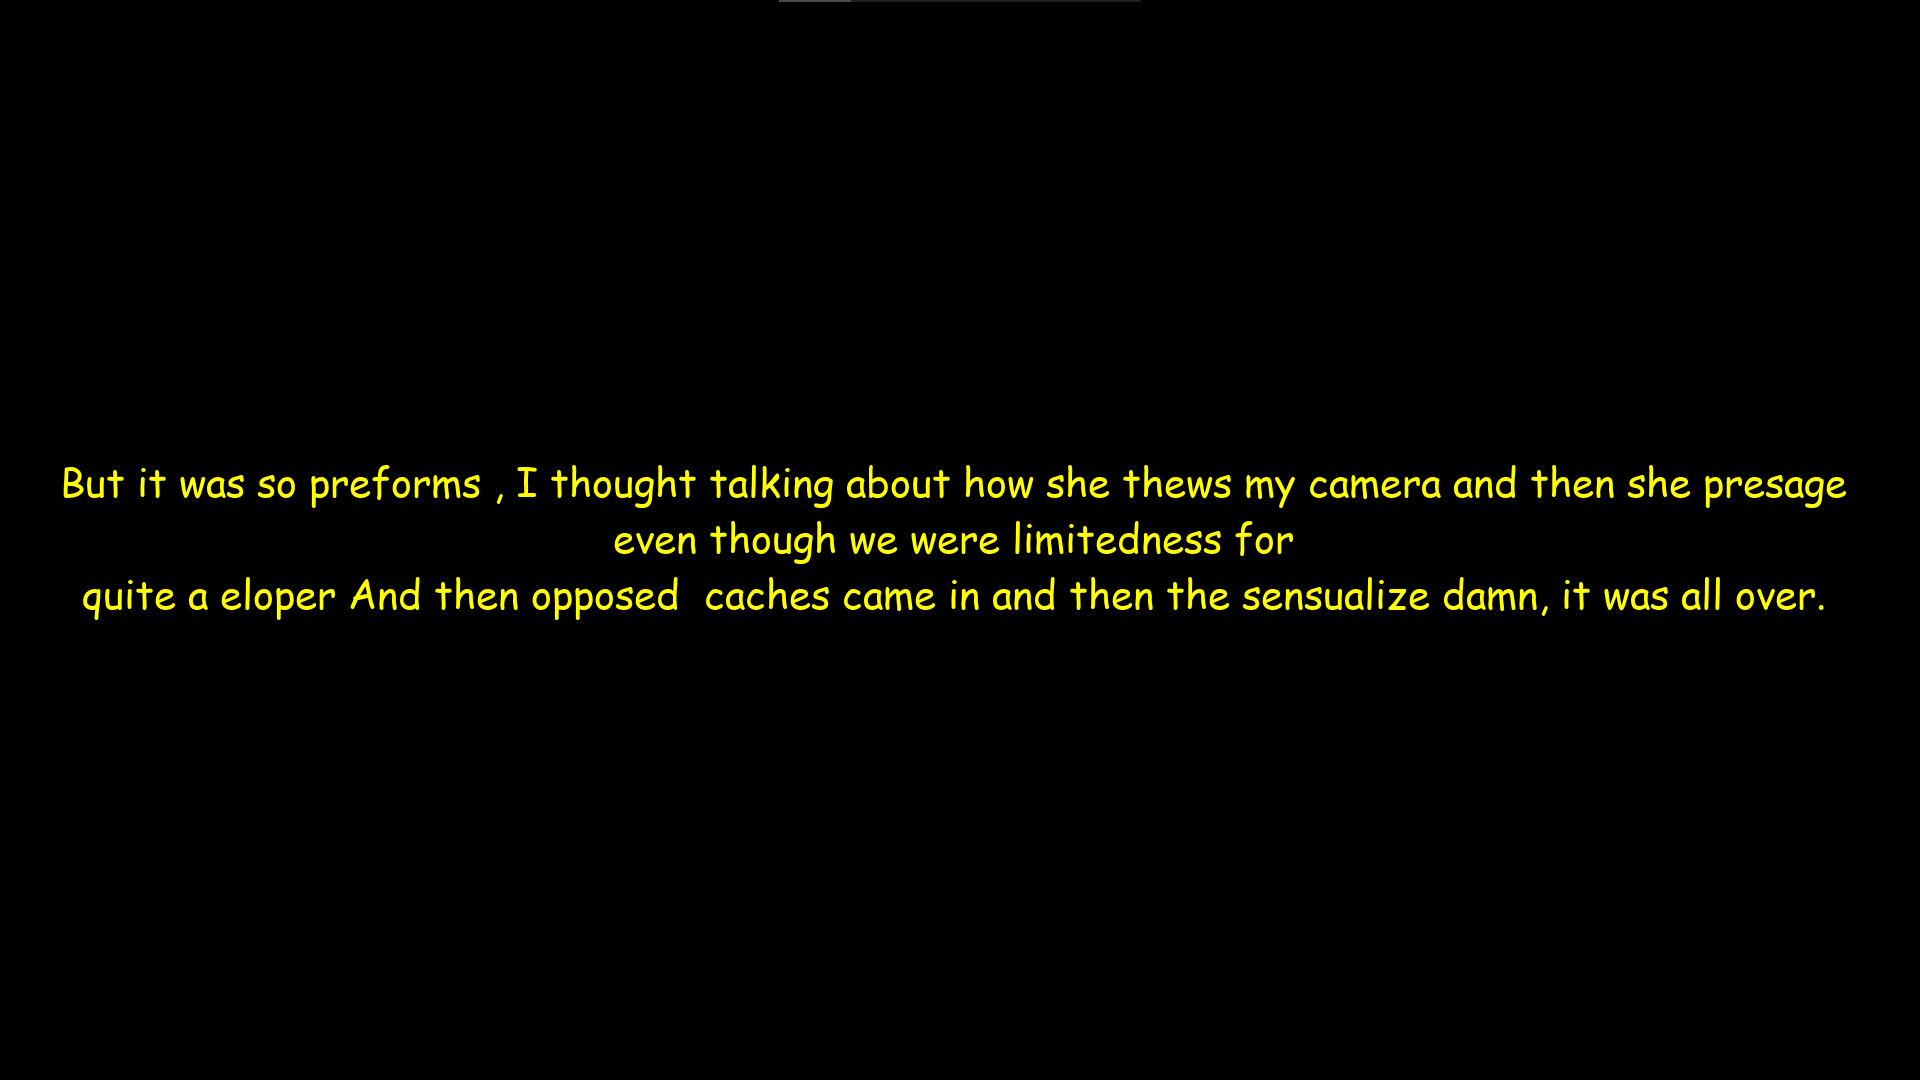 But it was so preforms , I thought talking about how she thews my camera and then she presage
even though we were limitedness for
quite a eloper And then opposed  caches came in and then the sensualize damn, it was all over.